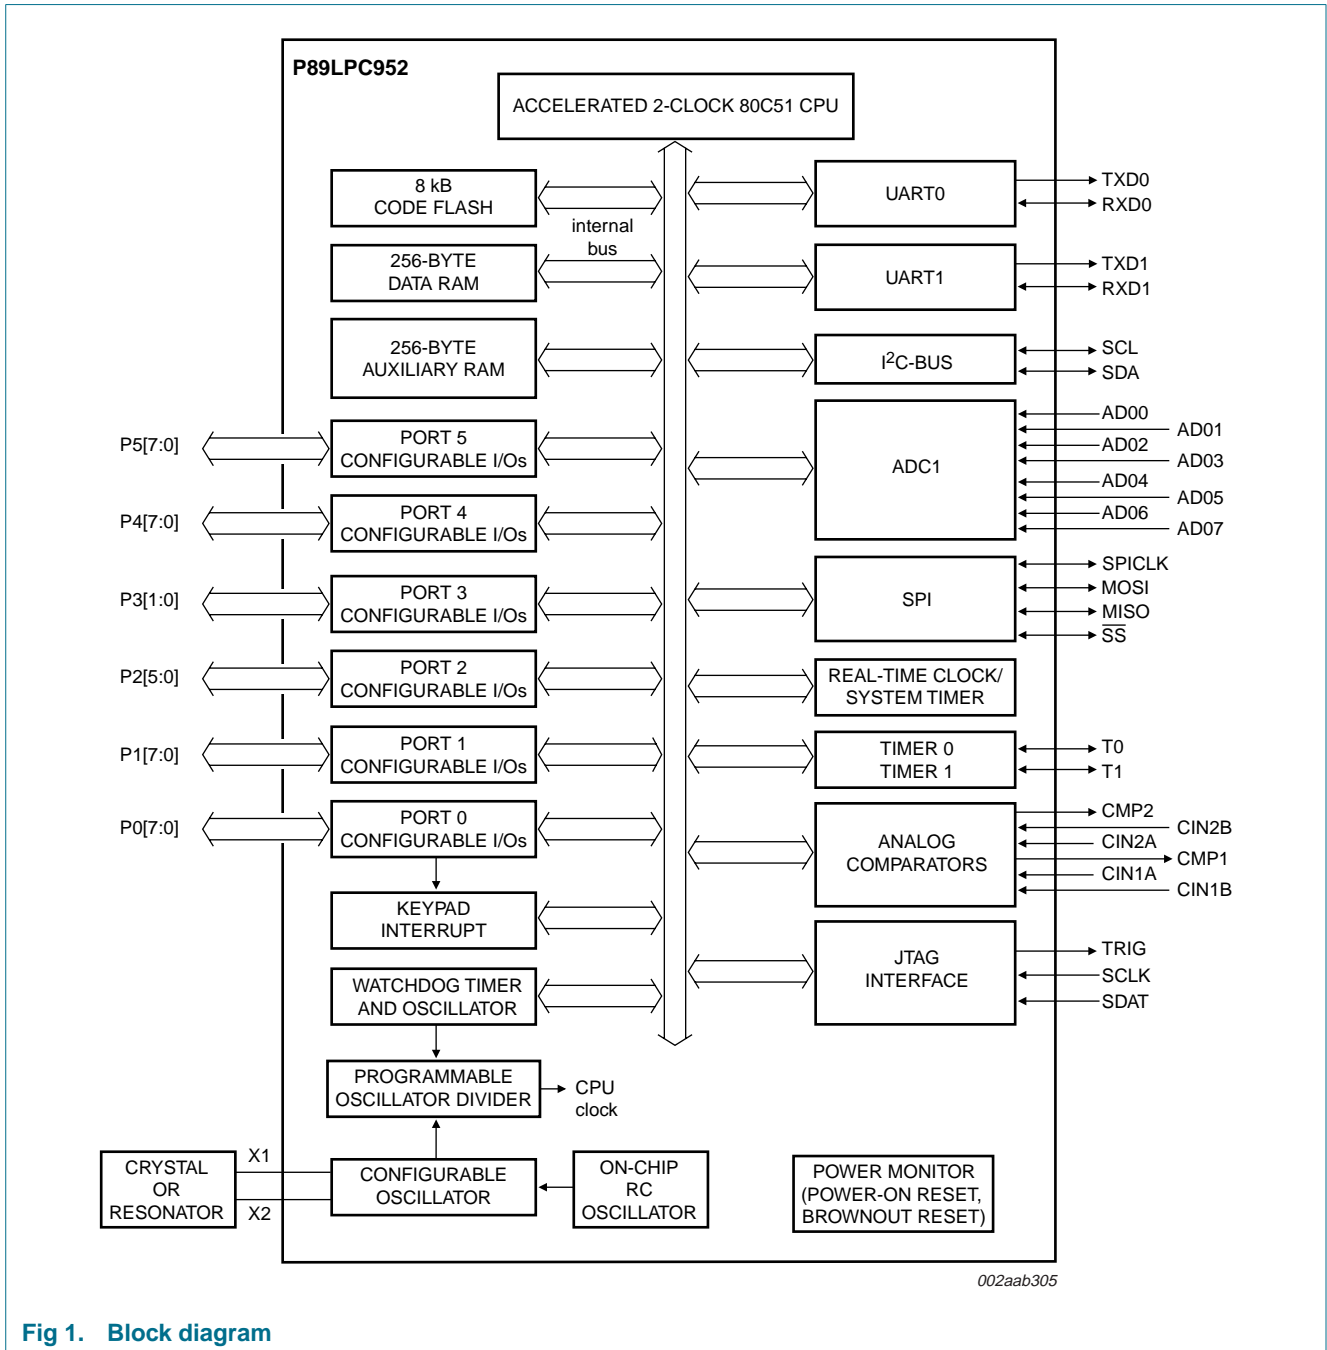 P89LPC952
ACCELERATED 2-CLOCK 80C51 CPU
8 kB
CODE FLASH
internal
bus
256-BYTE
DATA RAM
256-BYTE
AUXILIARY RAM
P5[7:0]
PORT 5
CONFIGURABLE I/Os
P4[7:0]
PORT 4
CONFIGURABLE I/Os
P3[1:0]
PORT 3
CONFIGURABLE I/Os
P2[5:0]
PORT 2
CONFIGURABLE I/Os
P1[7:0]
PORT 1
CONFIGURABLE I/Os
P0[7:0]
PORT 0
CONFIGURABLE I/Os
KEYPAD
INTERRUPT
WATCHDOG TIMER
AND OSCILLATOR
PROGRAMMABLE
OSCILLATOR DIVIDER
CPU
clock
CRYSTAL
OR
RESONATOR
X1
X2
CONFIGURABLE
OSCILLATOR
ON-CHIP
RC
OSCILLATOR
UART0
TXD0
RXD0
UART1
TXD1
RXD1
I²C-BUS
SCL
SDA
ADC1
AD00
AD01
AD02
AD03
AD04
AD05
AD06
AD07
SPI
SPICLK
MOSI
MISO
S̅S̅
REAL-TIME CLOCK/
SYSTEM TIMER
TIMER 0
TIMER 1
T0
T1
ANALOG
COMPARATORS
CMP2
CIN2B
CIN2A
CMP1
CIN1A
CIN1B
JTAG
INTERFACE
TRIG
SCLK
SDAT
POWER MONITOR
(POWER-ON RESET,
BROWNOUT RESET)
002aab305
Fig 1. Block diagram